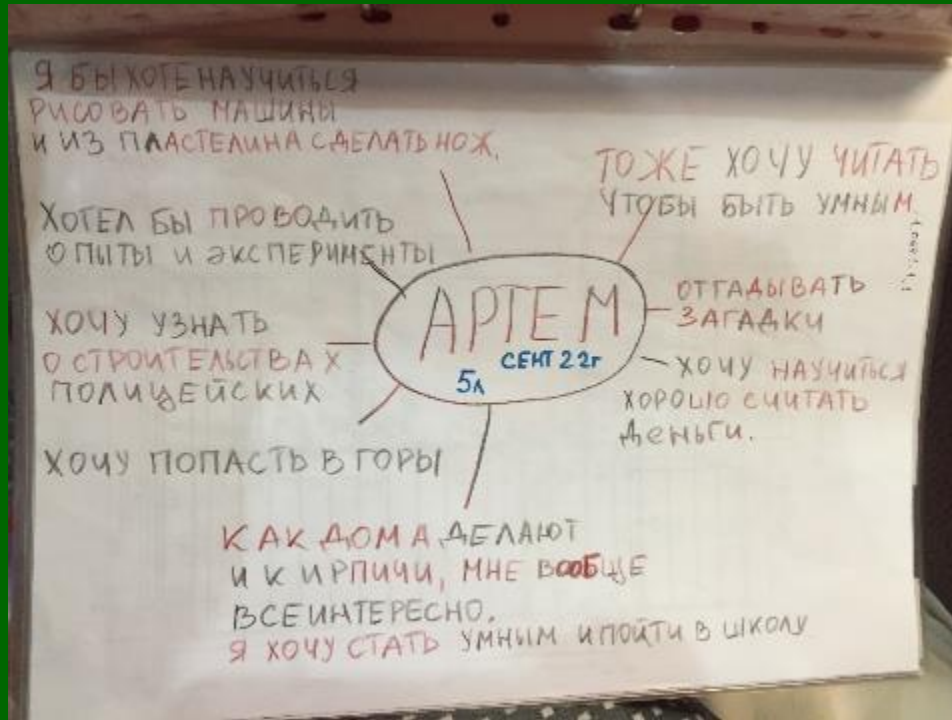 Я БЫ ХОТЕ НАУЧИТЬСЯ
РИСОВАТЬ МАШИНЫ
И ИЗ ПЛАСТЕЛИНА СДЕЛАТЬ НОЖ.
ХОТЕЛ БЫ ПРОВОДИТЬ
ОПЫТЫ И ЭКСПЕРИМЕНТЫ
ХОЧУ УЗНАТЬ
О СТРОИТЕЛЬСТВАХ
ПОЛИЦЕЙСКИХ
ХОЧУ ПОПАСТЬ В ГОРЫ
АРТЕМ
СЕНТ 22г
5л
ТОЖЕ ХОЧУ ЧИТАТЬ
ЧТОБЫ БЫТЬ УМНЫМ
ОТГАДЫВАТЬ
ЗАГАДКИ
ХОЧУ НАУЧИТЬСЯ
ХОРОШО СЧИТАТЬ
ДЕНЬГИ.
КАК ДОМА ДЕЛАЮТ
И КИРПИЧИ, МНЕ ВООБЩЕ
ВСЕ ИНТЕРЕСНО.
Я ХОЧУ СТАТЬ УМНЫМ И ПОЙТИ В ШКОЛУ